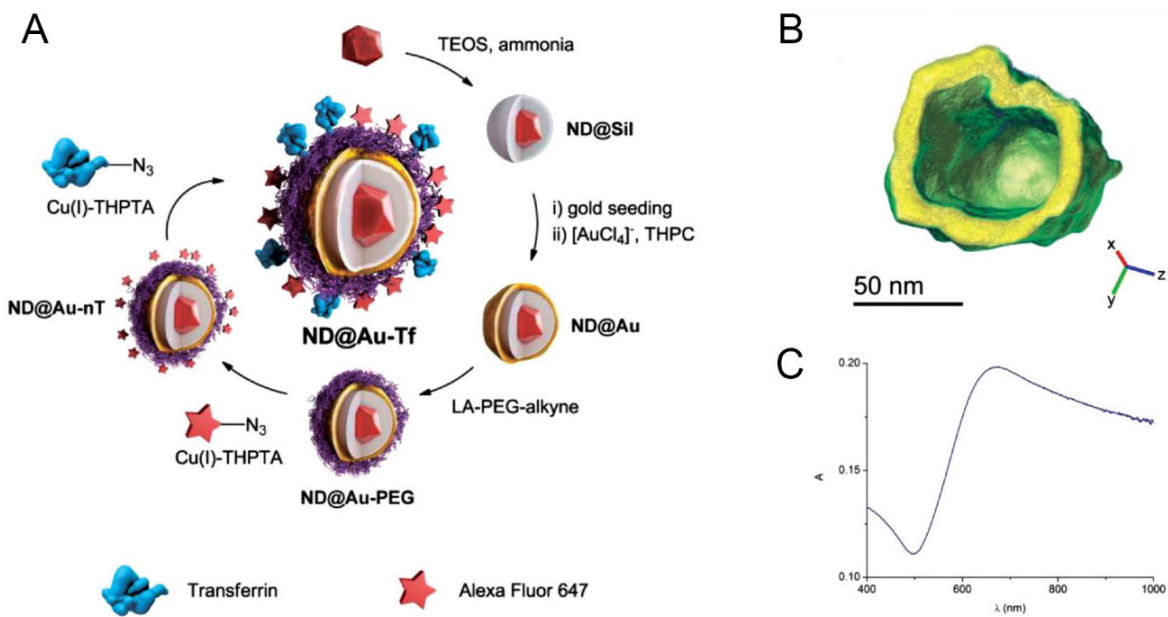 A
TEOS, ammonia
ND@Sil
i) gold seeding
ii) [AuCl₄]⁻, THPC
ND@Au
LA-PEG-alkyne
ND@Au-PEG
N₃
Cu(I)-THPTA
ND@Au-nT
N₃
Cu(I)-THPTA
ND@Au-Tf
Transferrin
Alexa Fluor 647
B
50 nm
x
y
z
C
0.20
0.15
0.10
A
400
600
800
1000
λ (nm)